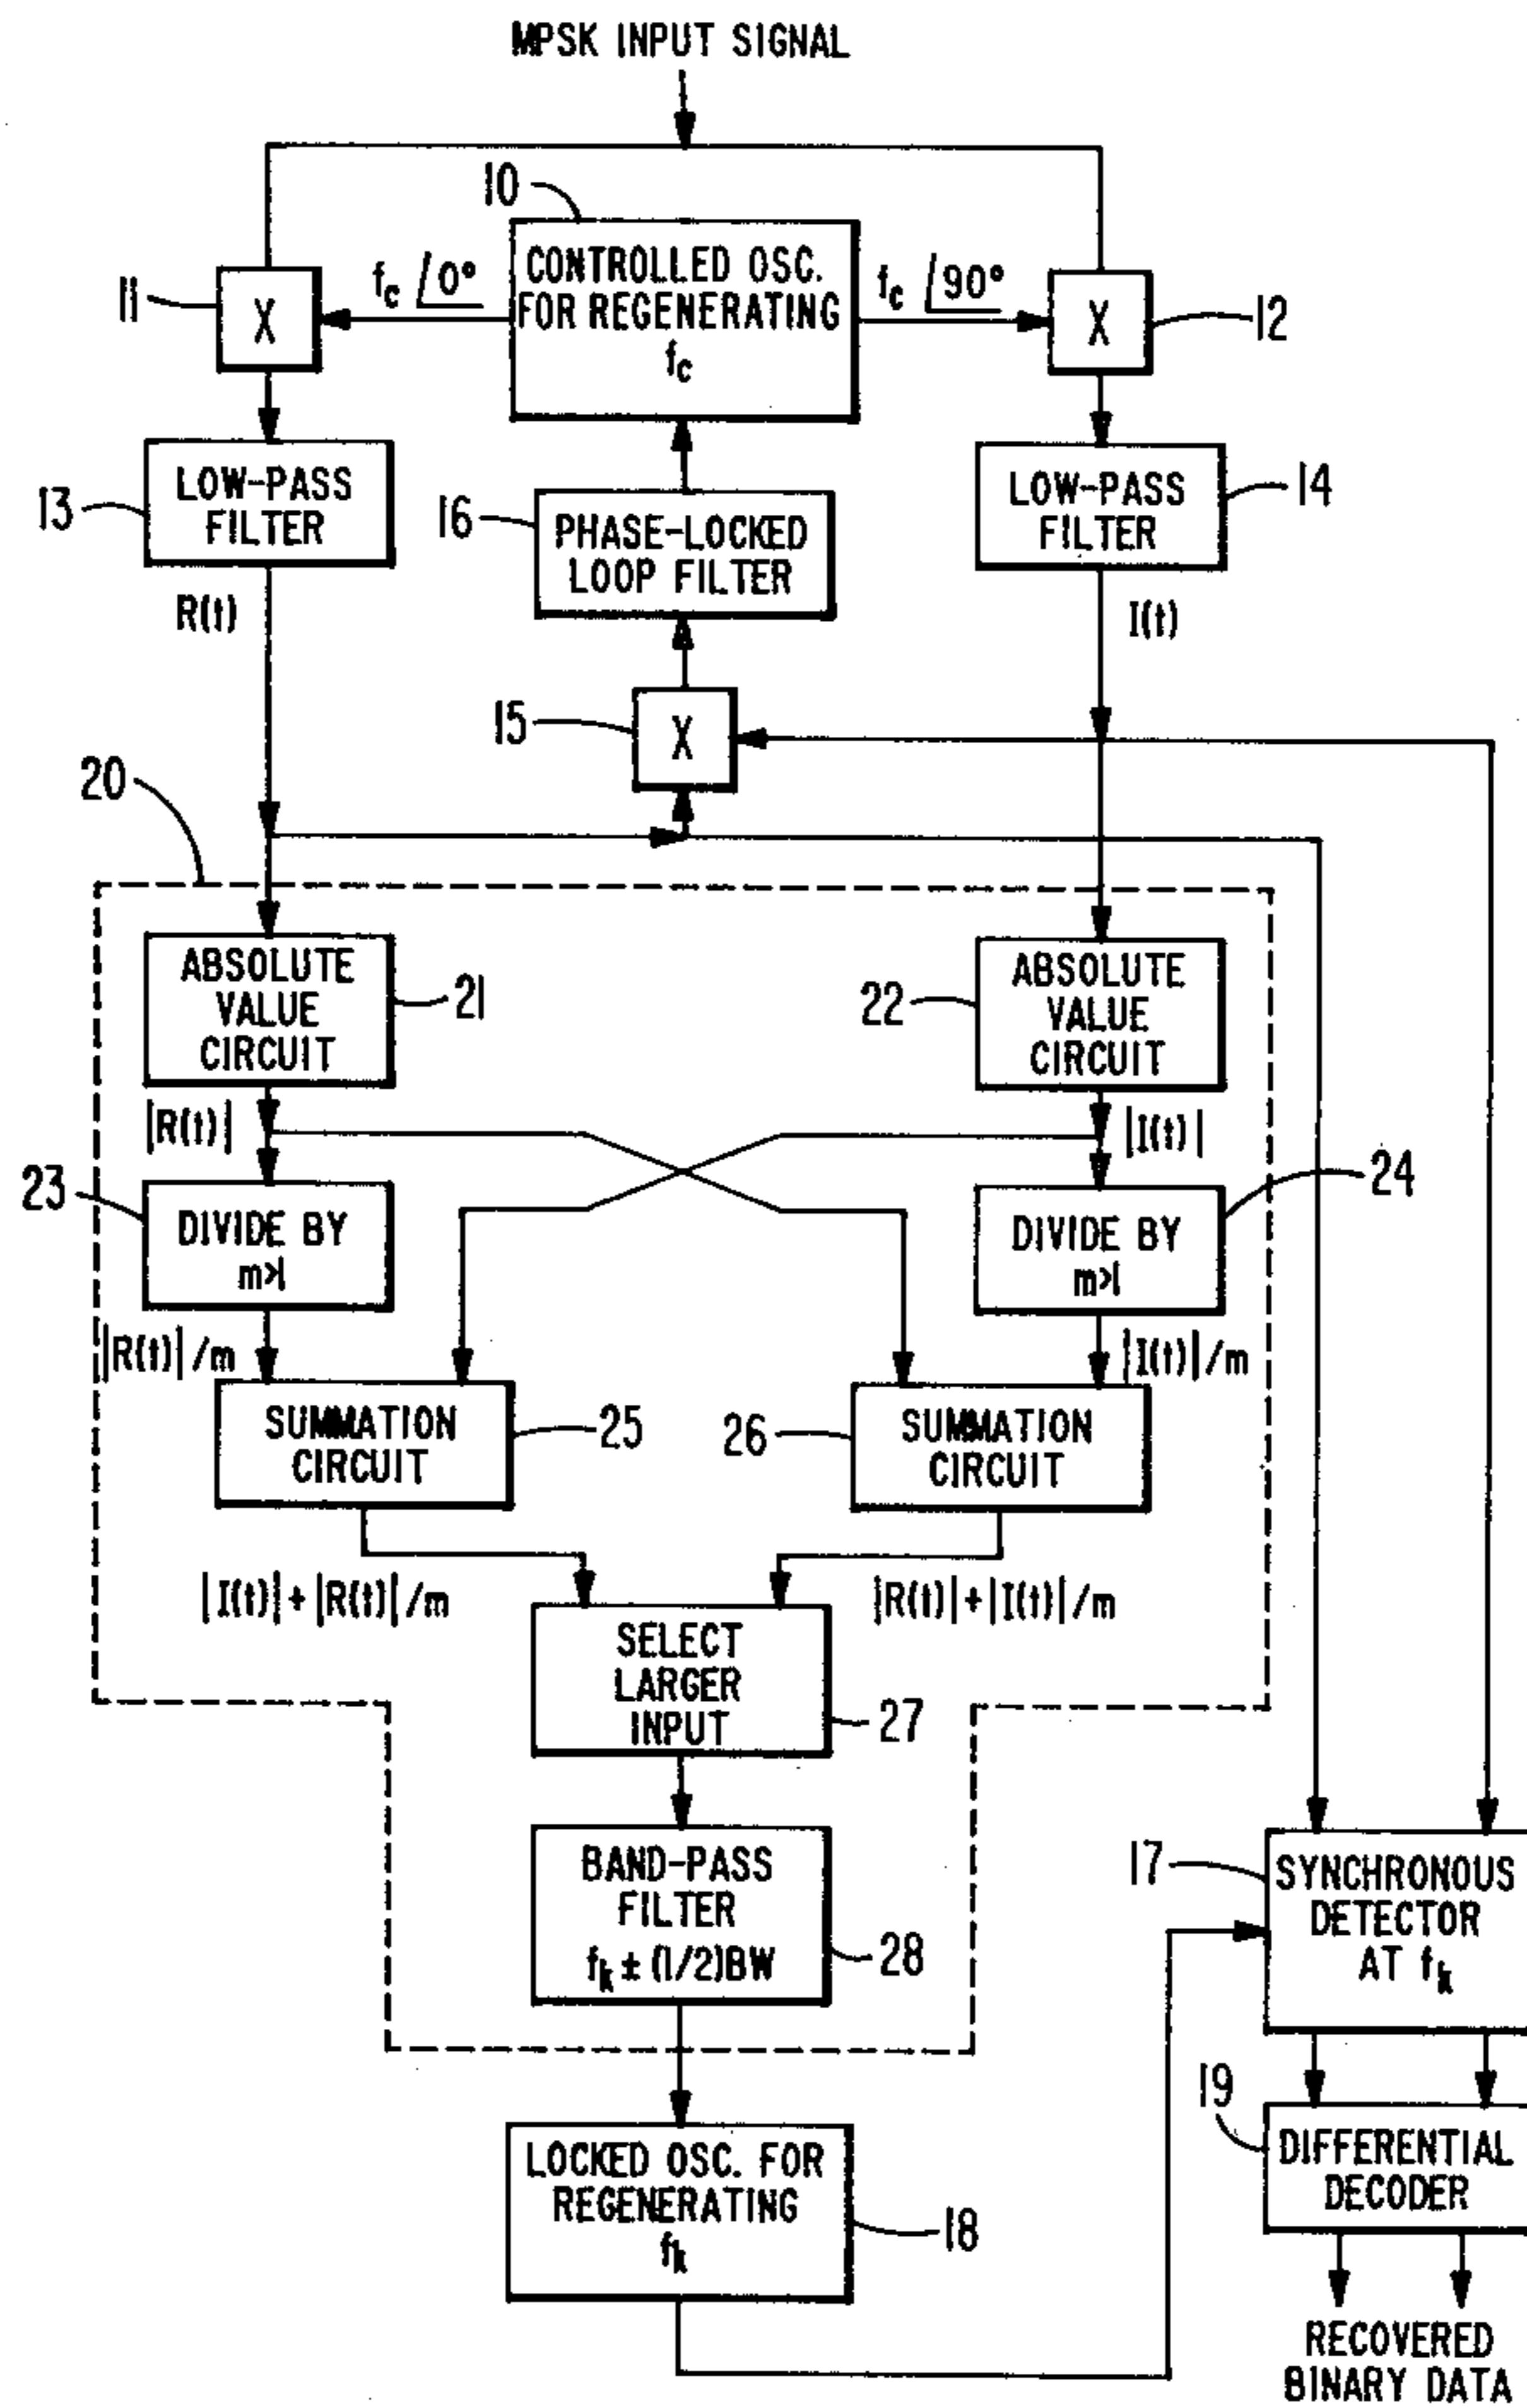 MPSK INPUT SIGNAL
10
CONTROLLED OSC.
FOR REGENERATING
fc
fc /0°
fc /90°
11
X
X
12
13
LOW-PASS
FILTER
16
PHASE-LOCKED
LOOP FILTER
LOW-PASS
FILTER
14
R(t)
I(t)
15
X
20
ABSOLUTE
VALUE
CIRCUIT
21
22
ABSOLUTE
VALUE
CIRCUIT
|R(t)|
|I(t)|
23
DIVIDE BY
m>1
DIVIDE BY
m>1
24
|R(t)|/m
|I(t)|/m
SUMMATION
CIRCUIT
25
26
SUMMATION
CIRCUIT
|I(t)|+|R(t)|/m
|R(t)|+|I(t)|/m
SELECT
LARGER
INPUT
27
BAND-PASS
FILTER
fk ± (1/2)BW
28
17
SYNCHRONOUS
DETECTOR
AT fk
19
DIFFERENTIAL
DECODER
LOCKED OSC. FOR
REGENERATING
fk
18
RECOVERED
BINARY DATA